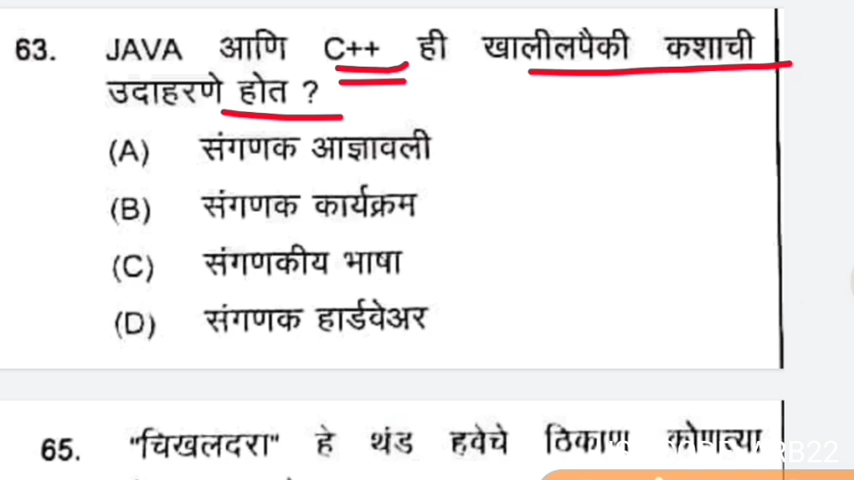 63. JAVA आणि C++ ही खालीलपैकी कशाची
उदाहरणे होत ?
(A) संगणक आज्ञावली
(B) संगणक कार्यक्रम
(C) संगणकीय भाषा
(D) संगणक हार्डवेअर
65. "चिखलदरा" हे थंड हवेचे ठिकाण कोणत्या